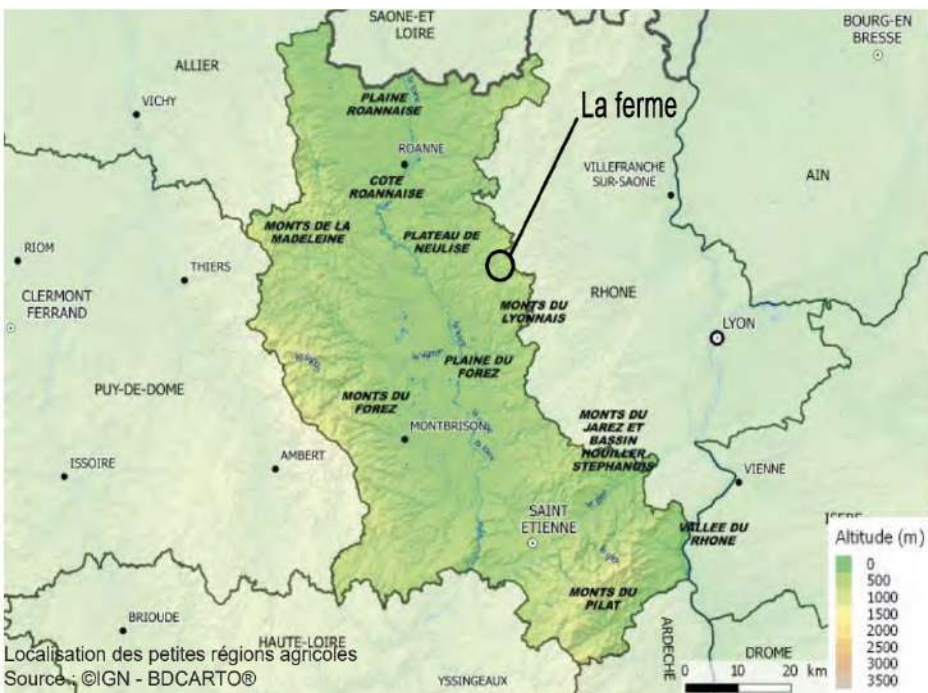 SAONE-ET
LOIRE
BOURG-EN
BRESSE
ALLIER
VICHY
PLAINE
ROANNAISE
La ferme
ROANNE
VILLEFRANCHE
SUR-SAONE
AIN
COTE
ROANNAISE
MONTS DE LA
MADELEINE
PLATEAU DE
NEULISE
RIOM
THIERS
CLERMONT
FERRAND
RHONE
MONTS DU
LYONNAIS
LYON
PLAINE DU
FOREZ
PUY-DE-DOME
MONTS DU
FOREZ
MONTBRISON
MONTS DU
JAREZ ET
BASSIN
HOUILLER
STEPHANOIS
ISSOIRE
AMBERT
VIENNE
SAINT
ETIENNE
VALLEE DU
RHONE
ISERE
MONTS DU
PILAT
BRIOUDE
HAUTE-LOIRE
ARDECHE
DROME
YSSINGEAUX
Altitude (m)
0
500
1000
1500
2000
2500
3000
3500
0 10 20 km
Localisation des petites régions agricoles
Source : ©IGN - BDCARTO®